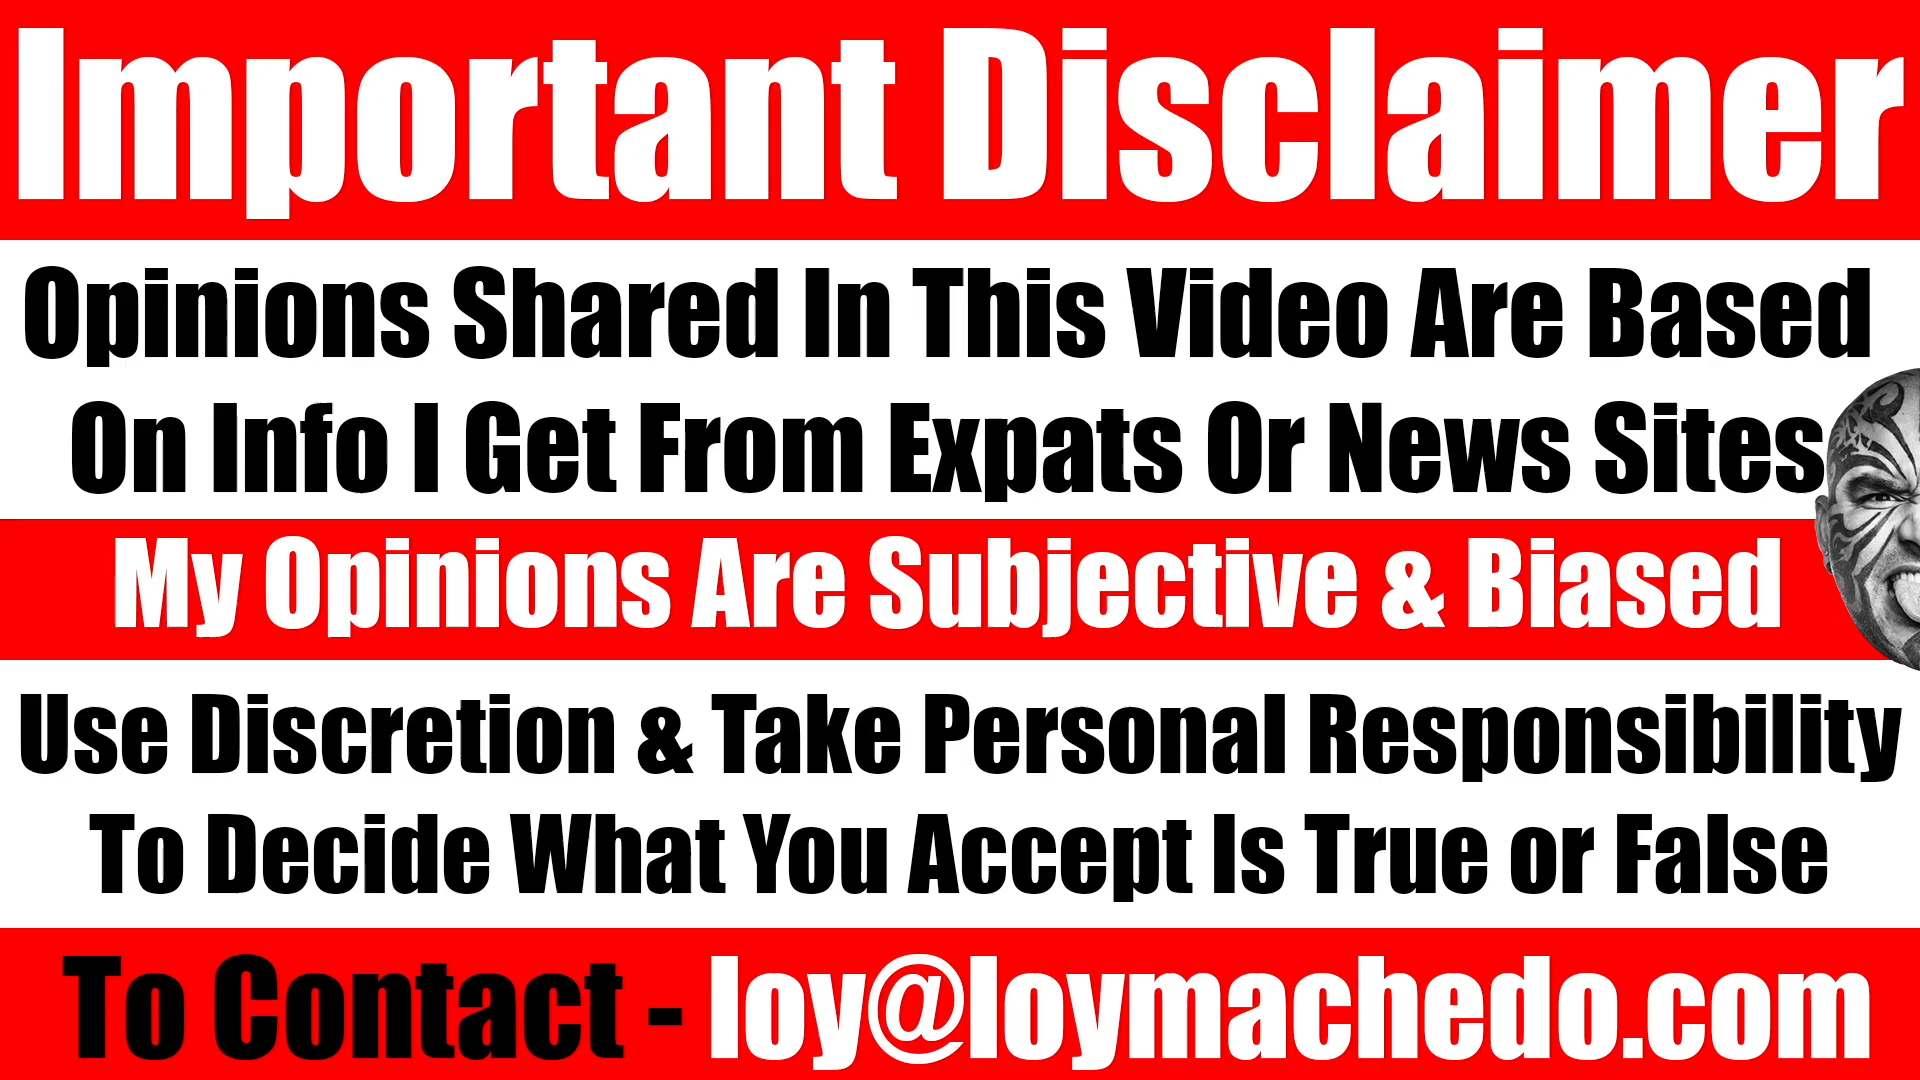 Important Disclaimer
Opinions Shared In This Video Are Based
On Info I Get From Expats Or News Sites
My Opinions Are Subjective & Biased
Use Discretion & Take Personal Responsibility
To Decide What You Accept Is True or False
To Contact - loy@loymachedo.com